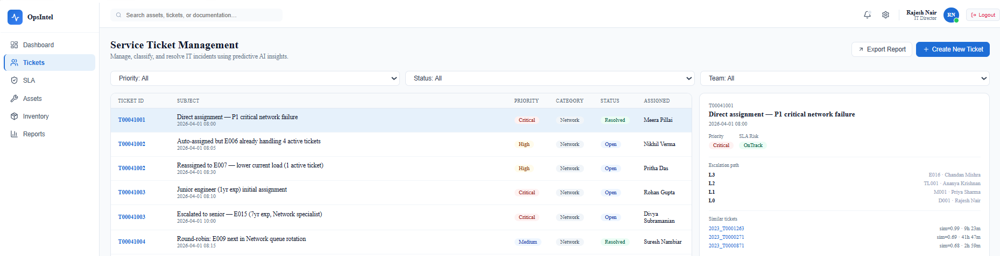 OpsIntel
Search assets, tickets, or documentation…
Rajesh Nair
IT Director
RN
Logout
Dashboard
Tickets
SLA
Assets
Inventory
Reports
Service Ticket Management
Manage, classify, and resolve IT incidents using predictive AI insights.
Export Report
Create New Ticket
Priority: All
Status: All
Team: All
TICKET ID SUBJECT PRIORITY CATEGORY STATUS ASSIGNED
T00041001 Direct assignment — P1 critical network failure Critical Network Resolved Meera Pillai
2026-04-01 08:00
T00041002 Auto-assigned but E006 already handling 4 active tickets High Network Open Nikhil Verma
2026-04-01 08:05
T00041002 Reassigned to E007 — lower current load (1 active ticket) High Network Open Pritha Das
2026-04-01 08:30
T00041003 Junior engineer (1yr exp) initial assignment Critical Network Open Rohan Gupta
2026-04-01 08:10
T00041003 Escalated to senior — E015 (7yr exp, Network specialist) Critical Network Open Divya Subramanian
2026-04-01 10:00
T00041004 Round-robin: E009 next in Network queue rotation Medium Network Resolved Suresh Nambiar
2026-04-01 08:15
T00041001
Direct assignment — P1 critical network failure
2026-04-01 08:00
Priority SLA Risk
Critical OnTrack
Escalation path
L3 E016 · Chandan Mishra
L2 TL001 · Ananya Krishnan
L1 M001 · Priya Sharma
L0 D001 · Rajesh Nair
Similar tickets
2023_T0001263 sim=0.99 · 9h 23m
2023_T0000271 sim=0.69 · 41h 47m
2023_T0000871 sim=0.68 · 2h 59m